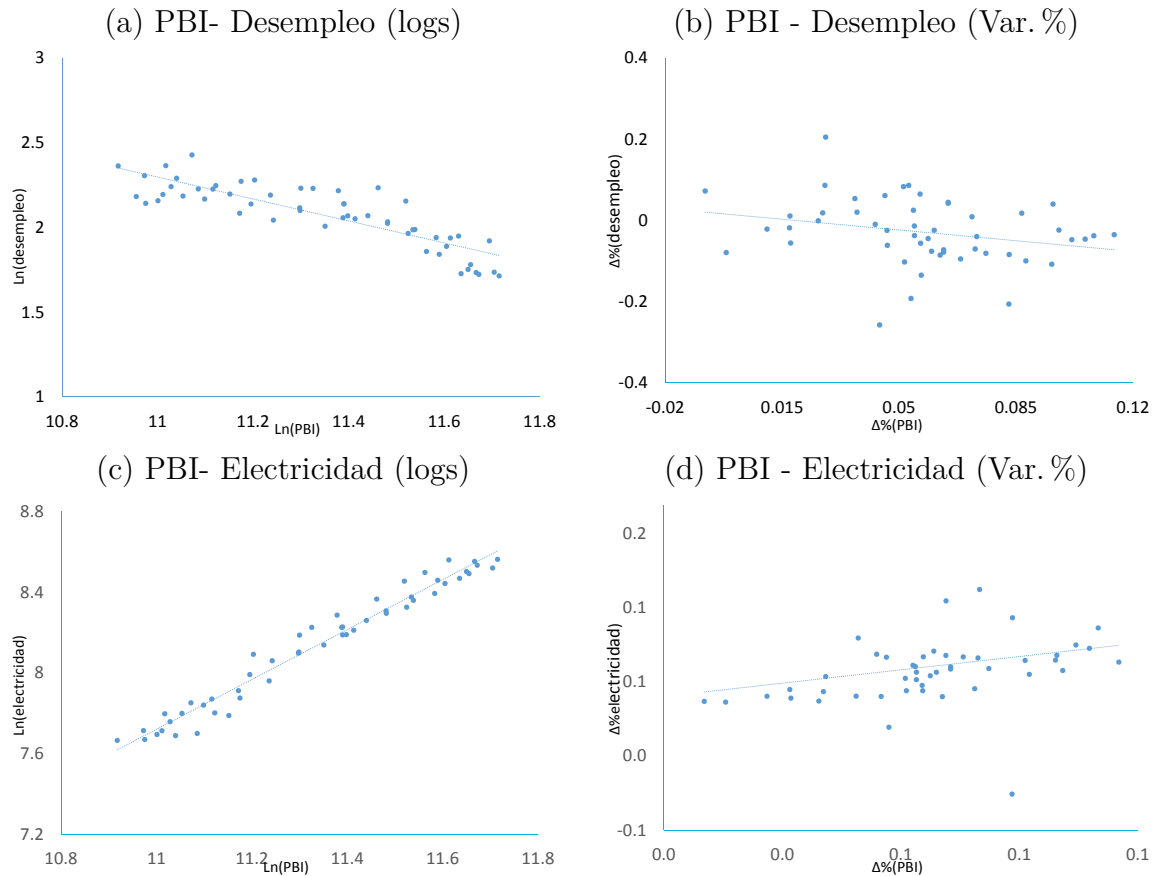 (a) PBI- Desempleo (logs)
3
2.5
2
1.5
1
Ln(desempleo)
10.8 11 11.2 11.4 11.6 11.8
Ln(PBI)
(b) PBI - Desempleo (Var. %)
0.4
0.2
0
-0.2
-0.4
Δ%(desempleo)
-0.02 0.015 0.05 0.085 0.12
Δ%(PBI)
(c) PBI- Electricidad (logs)
8.8
8.4
8
7.6
7.2
Ln(electricidad)
10.8 11 11.2 11.4 11.6 11.8
Ln(PBI)
(d) PBI - Electricidad (Var. %)
0.2
0.1
0.1
0.0
-0.1
Δ%electricidad)
0.0 0.0 0.1 0.1 0.1
Δ%(PBI)